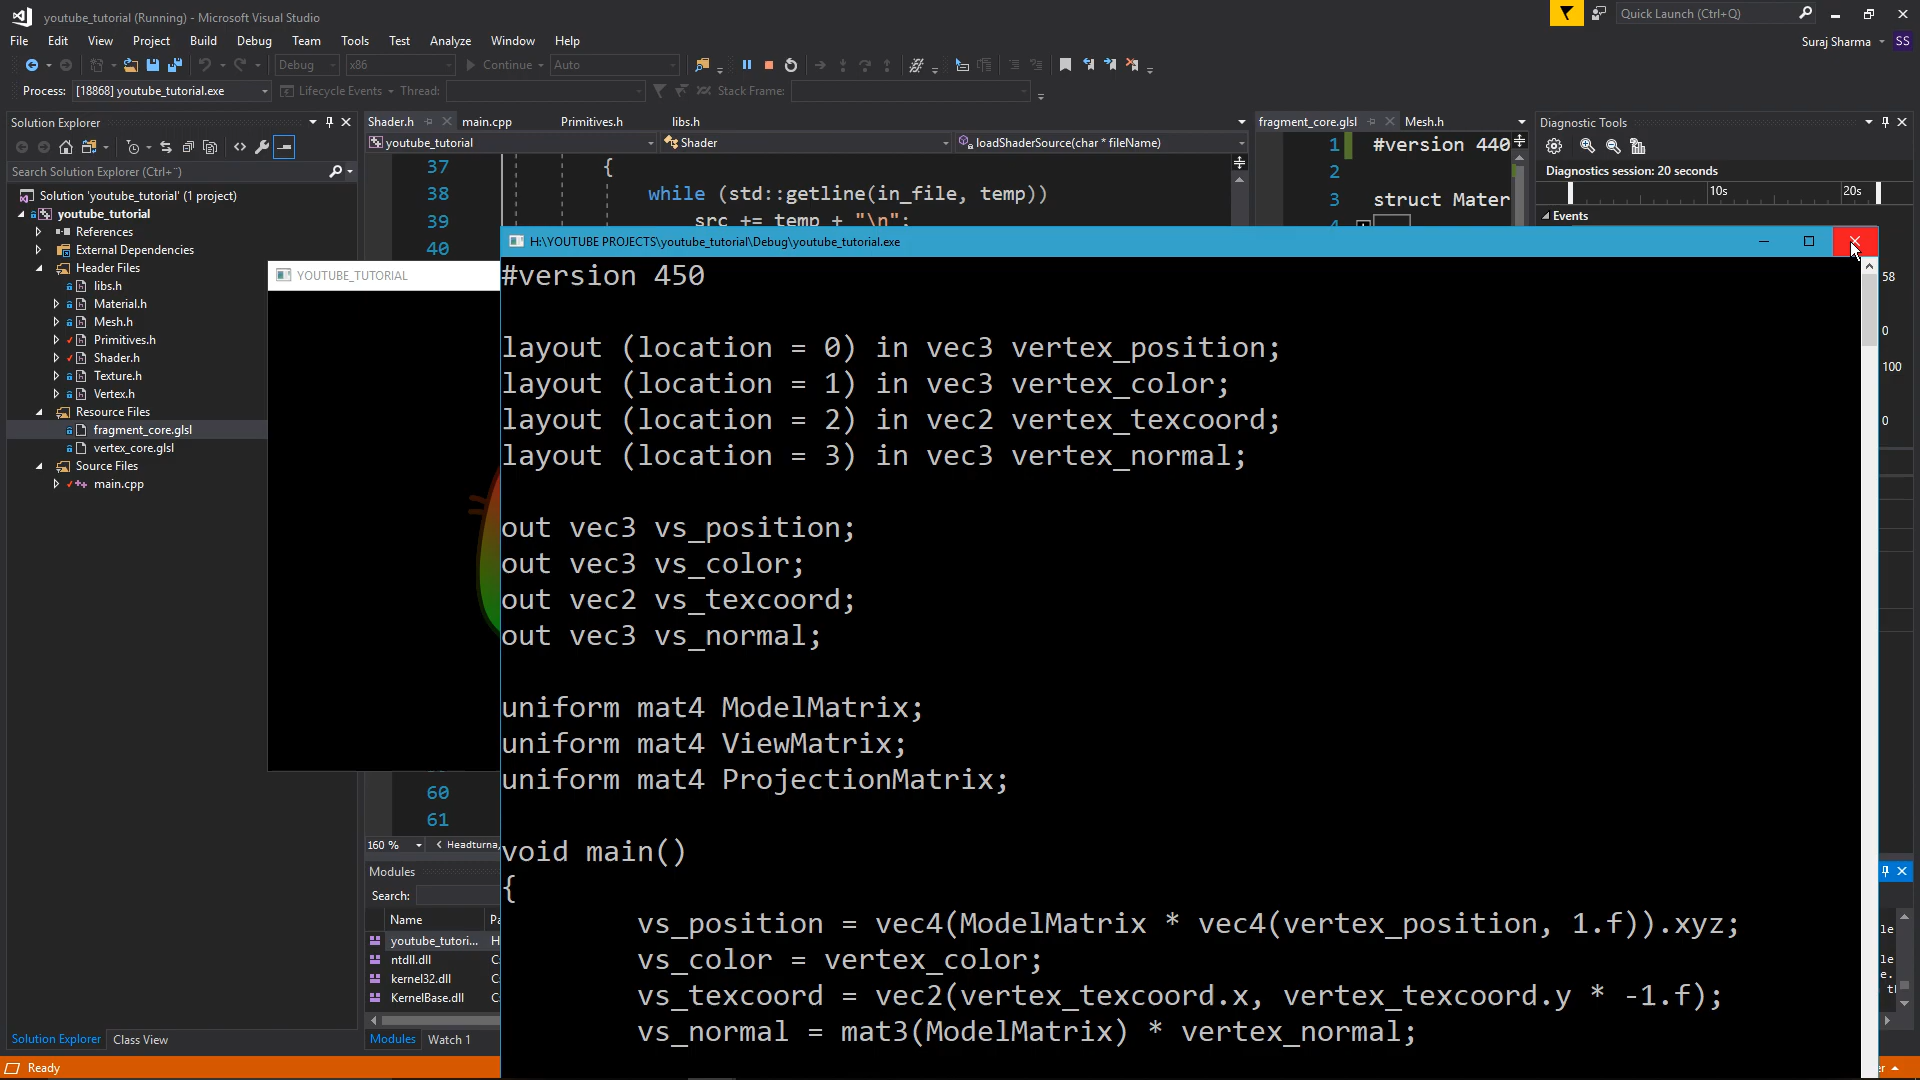 youtube_tutorial (Running) - Microsoft Visual Studio
Quick Launch (Ctrl+Q)
File Edit View Project Build Debug Team Tools Test Analyze Window Help
Suraj Sharma SS
Debug x86 Continue Auto
Process: [18868] youtube_tutorial.exe Lifecycle Events Thread: Stack Frame:
Solution Explorer
Search Solution Explorer (Ctrl+¨)
Solution 'youtube_tutorial' (1 project)
youtube_tutorial
References
External Dependencies
Header Files
libs.h
Material.h
Mesh.h
Primitives.h
Shader.h
Texture.h
Vertex.h
Resource Files
fragment_core.glsl
vertex_core.glsl
Source Files
main.cpp
Solution Explorer Class View
Ready
Shader.h main.cpp Primitives.h libs.h
youtube_tutorial Shader loadShaderSource(char * fileName)
37 {
38 while (std::getline(in_file, temp))
39 src += temp + "\n";
40
60
61
160 % Headturna
fragment_core.glsl Mesh.h
1 #version 440
2
3 struct Mater
4
Diagnostic Tools
Diagnostics session: 20 seconds
10s 20s
Events
58
0
100
0
YOUTUBE_TUTORIAL
H:\YOUTUBE PROJECTS\youtube_tutorial\Debug\youtube_tutorial.exe
#version 450
layout (location = 0) in vec3 vertex_position;
layout (location = 1) in vec3 vertex_color;
layout (location = 2) in vec2 vertex_texcoord;
layout (location = 3) in vec3 vertex_normal;
out vec3 vs_position;
out vec3 vs_color;
out vec2 vs_texcoord;
out vec3 vs_normal;
uniform mat4 ModelMatrix;
uniform mat4 ViewMatrix;
uniform mat4 ProjectionMatrix;
void main()
{
vs_position = vec4(ModelMatrix * vec4(vertex_position, 1.f)).xyz;
vs_color = vertex_color;
vs_texcoord = vec2(vertex_texcoord.x, vertex_texcoord.y * -1.f);
vs_normal = mat3(ModelMatrix) * vertex_normal;
Modules
Search:
Name Pa
youtube_tutori... H
ntdll.dll C
kernel32.dll C
KernelBase.dll C
Modules Watch 1